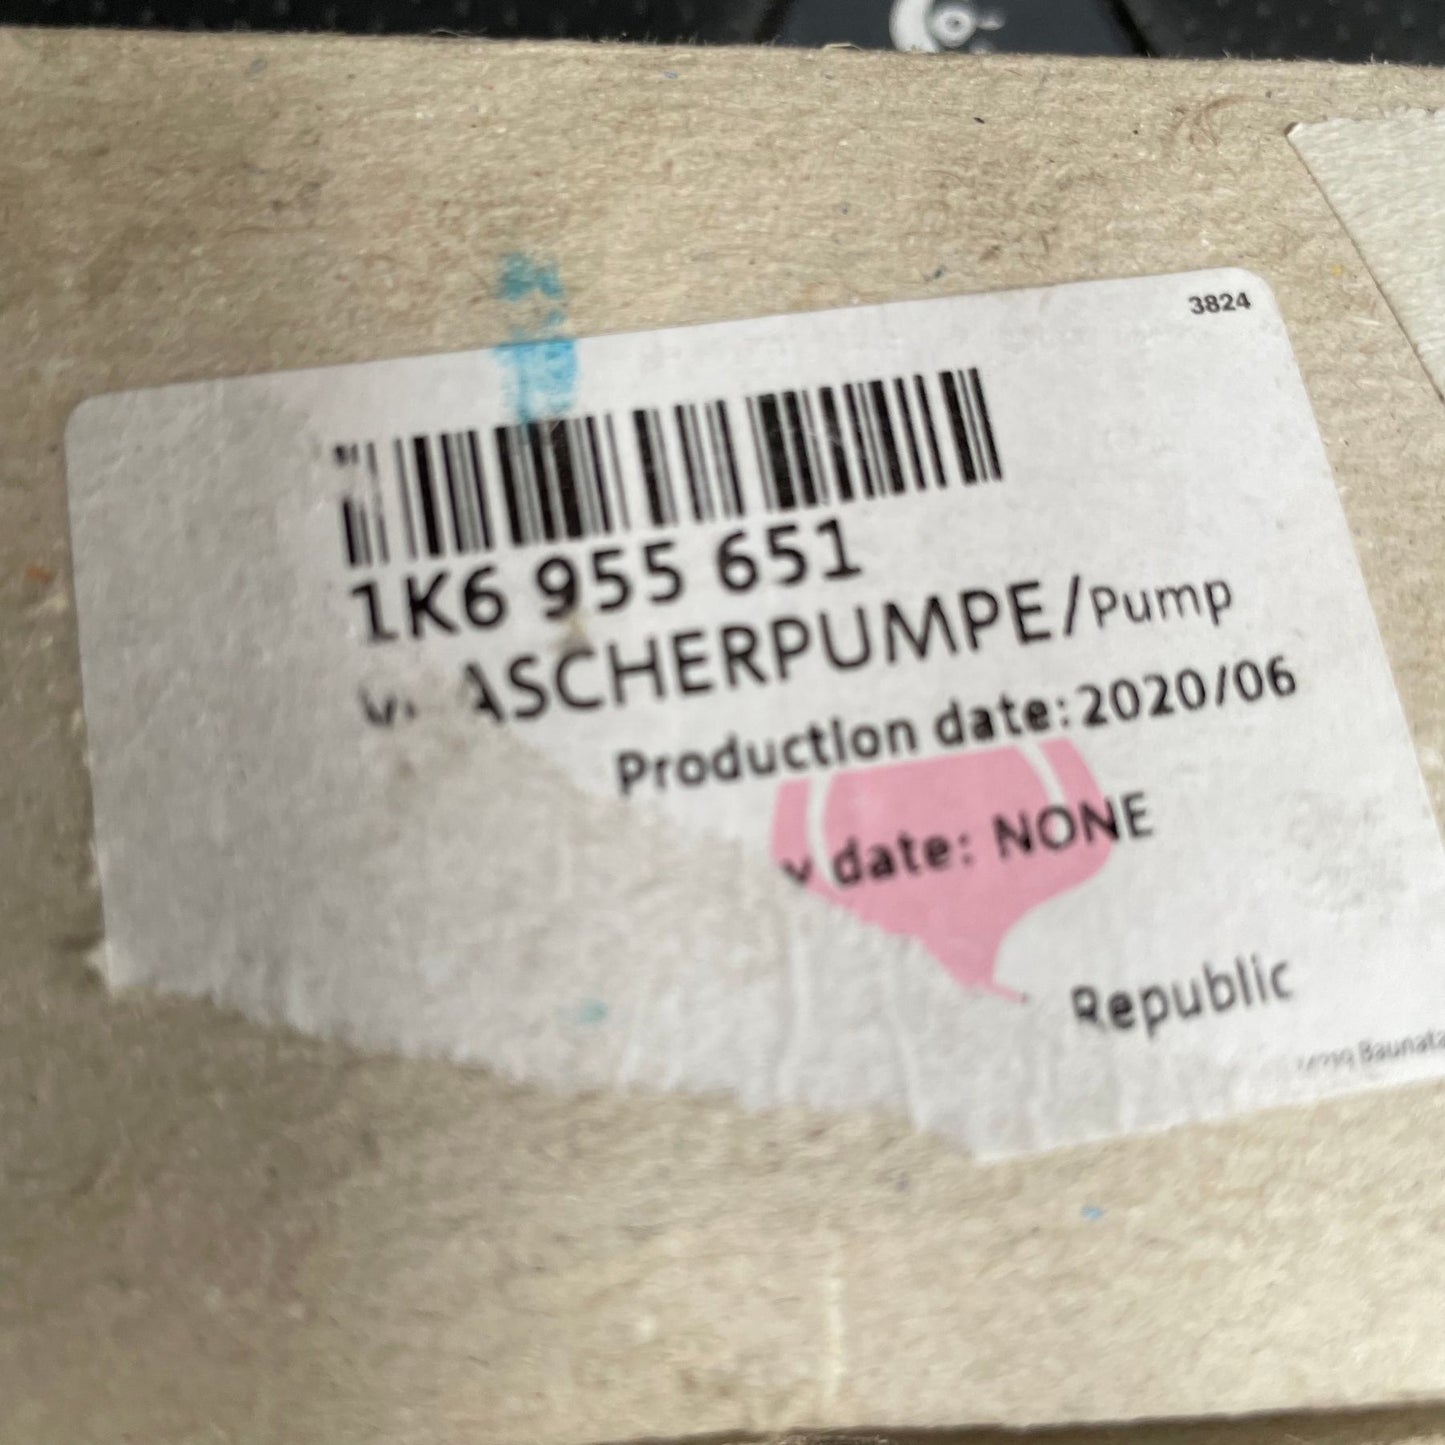 3824
1K6 955 651
ASCHERPUMPE/Pump
Production date:2020/06
date: NONE
Republic